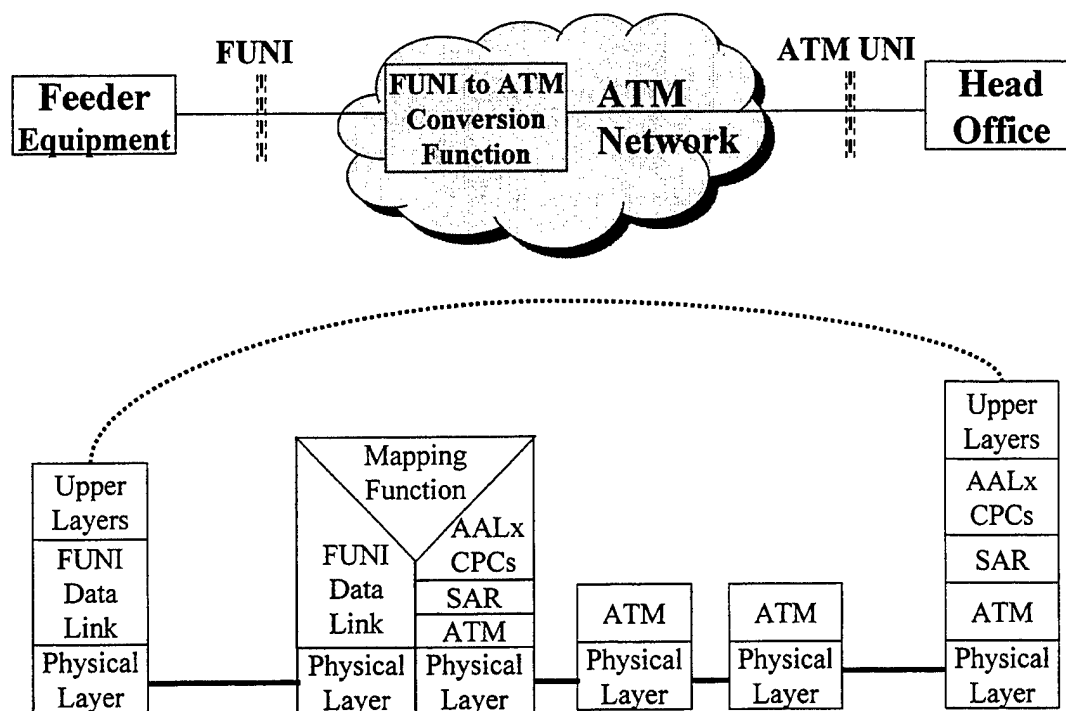 FUNI
ATM UNI
Feeder
Equipment
FUNI to ATM
Conversion
Function
ATM
Network
Head
Office
Upper
Layers
FUNI
Data
Link
Physical
Layer
Mapping
Function
FUNI
Data
Link
Physical
Layer
AALx
CPCs
SAR
ATM
Physical
Layer
ATM
Physical
Layer
ATM
Physical
Layer
Upper
Layers
AALx
CPCs
SAR
ATM
Physical
Layer